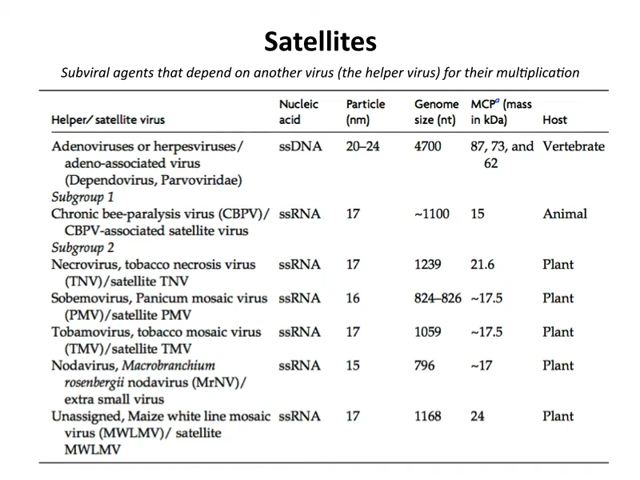 Satellites
Subviral agents that depend on another virus (the helper virus) for their multiplication
Nucleic Particle Genome MCPa (mass
Helper/satellite virus acid (nm) size (nt) in kDa) Host
Adenoviruses or herpesviruses/ ssDNA 20–24 4700 87, 73, and Vertebrate
adeno-associated virus 62
(Dependovirus, Parvoviridae)
Subgroup 1
Chronic bee-paralysis virus (CBPV)/ ssRNA 17 ~1100 15 Animal
CBPV-associated satellite virus
Subgroup 2
Necrovirus, tobacco necrosis virus ssRNA 17 1239 21.6 Plant
(TNV)/satellite TNV
Sobemovirus, Panicum mosaic virus ssRNA 16 824–826 ~17.5 Plant
(PMV)/satellite PMV
Tobamovirus, tobacco mosaic virus ssRNA 17 1059 ~17.5 Plant
(TMV)/satellite TMV
Nodavirus, Macrobranchium ssRNA 15 796 ~17 Plant
rosenbergii nodavirus (MrNV)/
extra small virus
Unassigned, Maize white line mosaic ssRNA 17 1168 24 Plant
virus (MWLMV)/ satellite
MWLMV